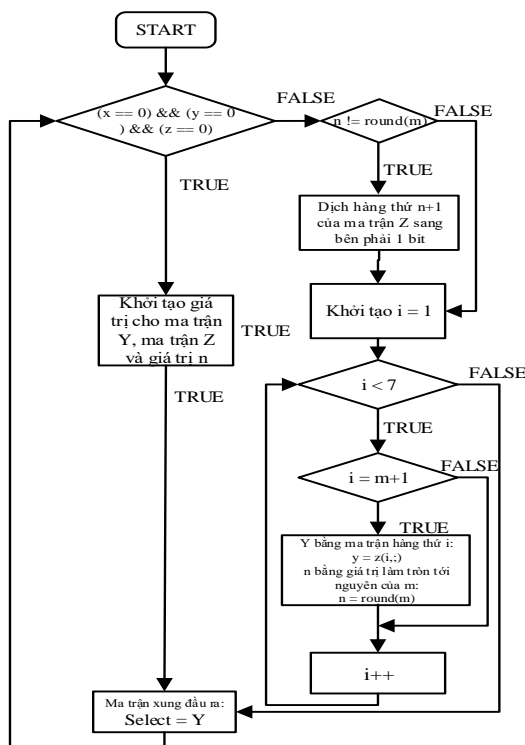 START
FALSE
FALSE
(x == 0) && (y == 0
) && (z == 0)
n != round(m)
TRUE
TRUE
Dịch hàng thứ n+1
của ma trận Z sang
bên phải 1 bit
Khởi tạo giá
trị cho ma trận
Y, ma trận Z
và giá trị n
TRUE
Khởi tạo i = 1
TRUE
i < 7
FALSE
TRUE
i = m+1
FALSE
TRUE
Y bằng ma trận hàng thứ i:
y = z(i,:;)
n bằng giá trị làm tròn tới
nguyên của m:
n = round(m)
i++
Ma trận xung đầu ra:
Select = Y